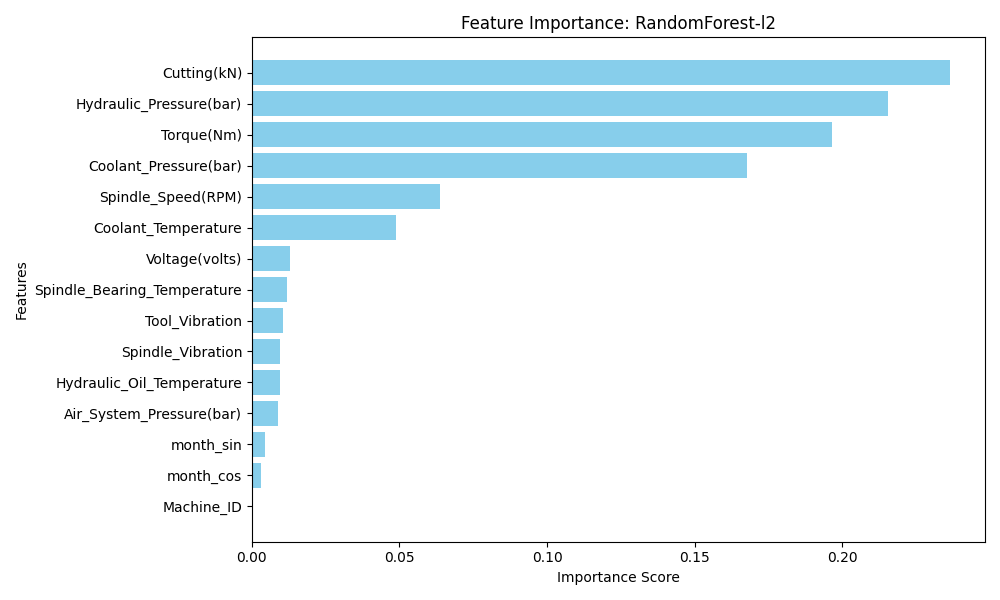 Feature Importance: RandomForest-l2
Cutting(kN)
Hydraulic_Pressure(bar)
Torque(Nm)
Coolant_Pressure(bar)
Spindle_Speed(RPM)
Coolant_Temperature
Voltage(volts)
Spindle_Bearing_Temperature
Tool_Vibration
Spindle_Vibration
Hydraulic_Oil_Temperature
Air_System_Pressure(bar)
month_sin
month_cos
Machine_ID
Features
0.00 0.05 0.10 0.15 0.20
Importance Score